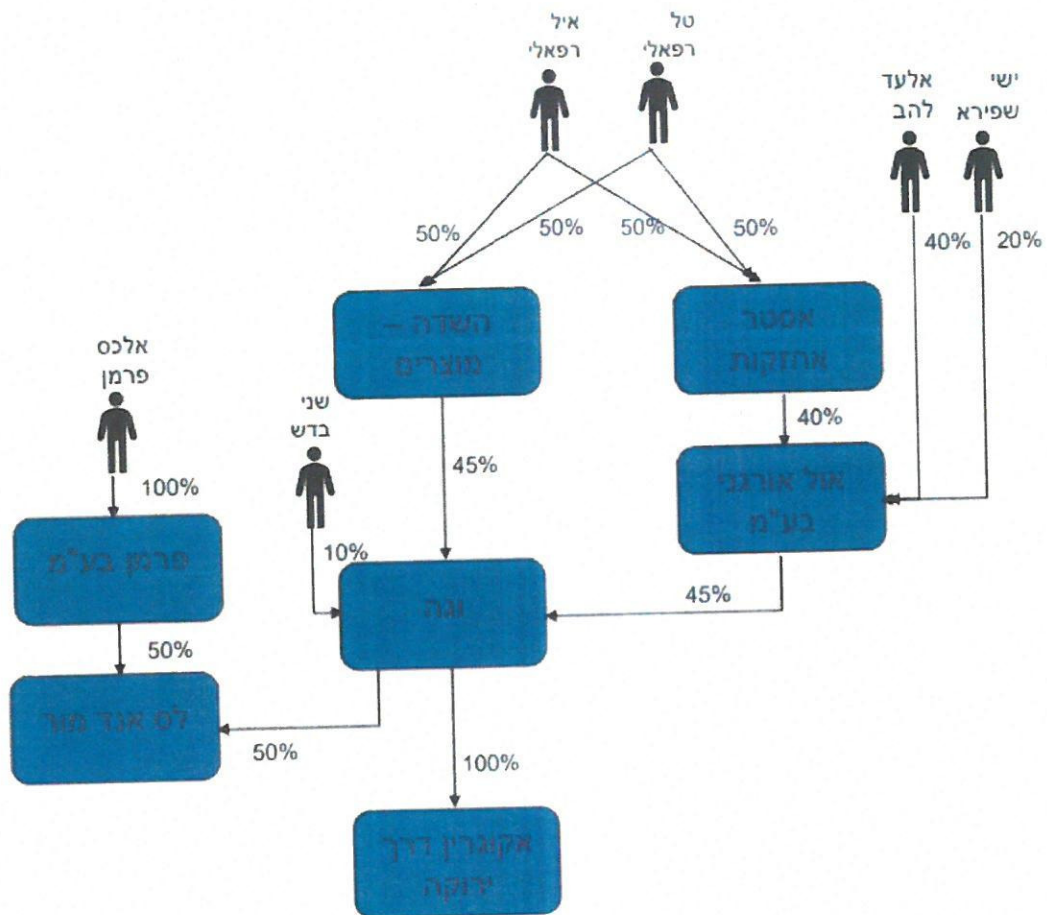 איל
רפאלי
טל
רפאלי
אלעד
להב
ישי
שפירא
50%
50%
50%
50%
40%
20%
השדה –
מוצרים
אסטר
אחזקות
אלכס
פרמן
שני
בדש
40%
45%
100%
אול אורגני
בע"מ
פרמן בע"מ
10%
וגה
45%
50%
לס אנד מור
50%
100%
אקוגרין דרך
ירוקה